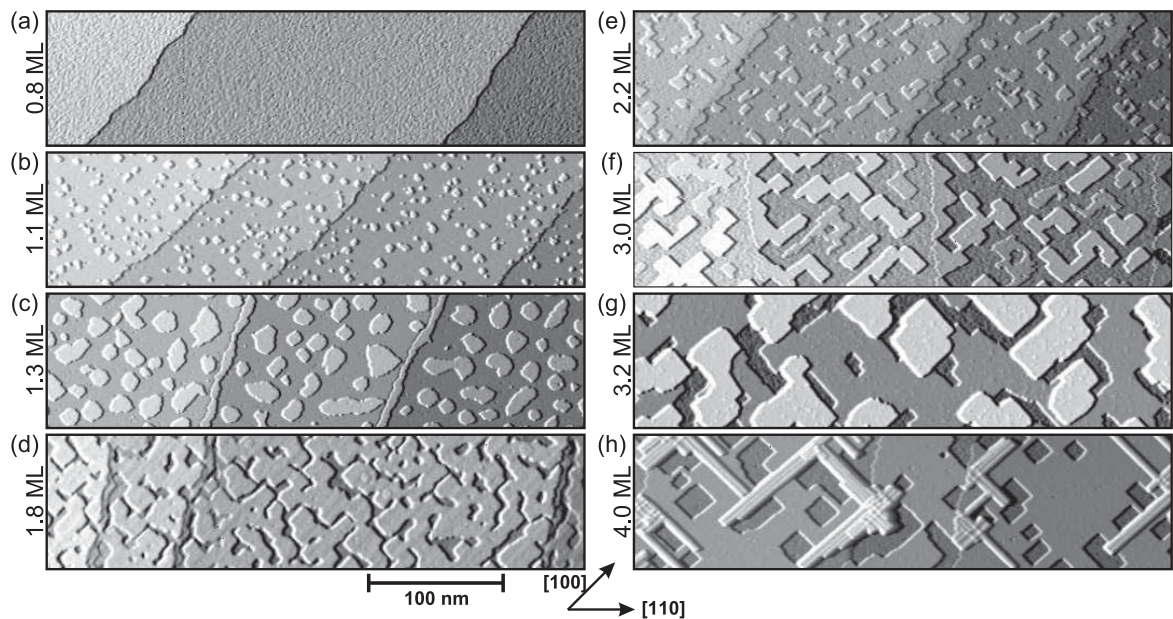 (a)
0.8 ML
(b)
1.1 ML
(c)
1.3 ML
(d)
1.8 ML
100 nm
(e)
2.2 ML
(f)
3.0 ML
(g)
3.2 ML
(h)
4.0 ML
[100]
[110]